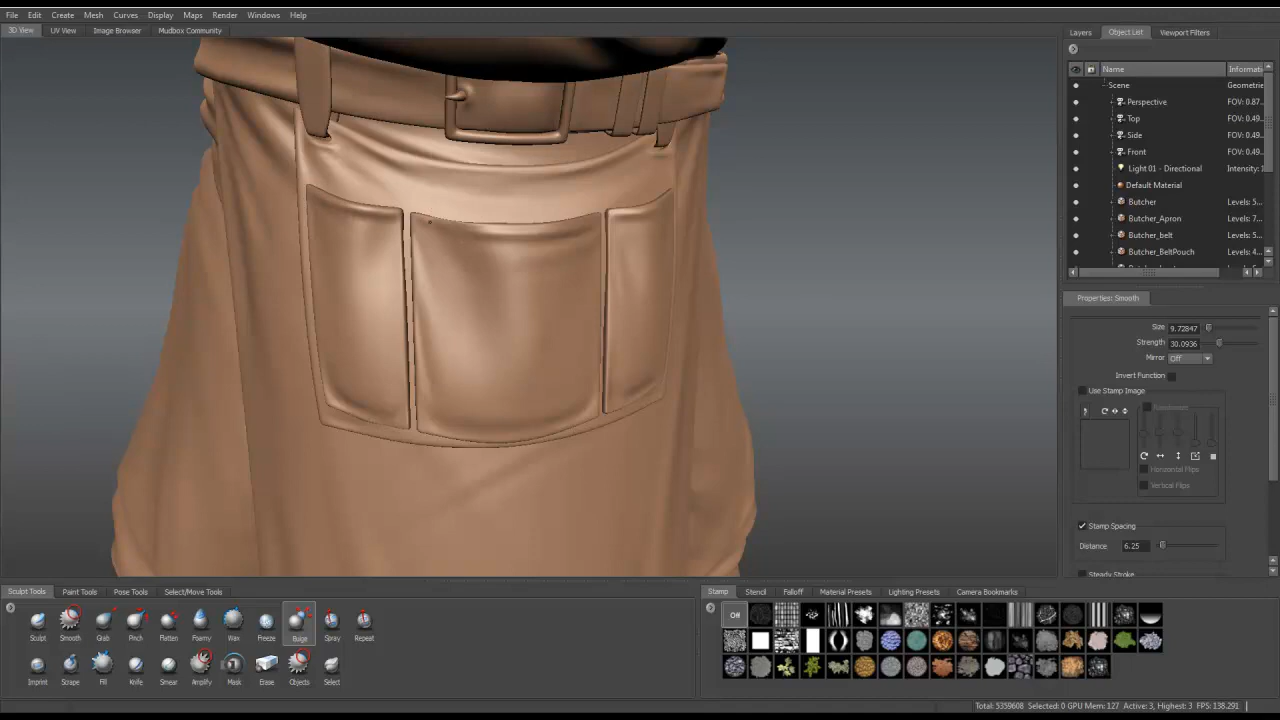 File Edit Create Mesh Curves Display Maps Render Windows Help
3D View UV View Image Browser Mudbox Community
Layers Object List Viewport Filters
Name Informati
Scene Geometrie
Perspective FOV: 0.87...
Top FOV: 0.49...
Side FOV: 0.49...
Front FOV: 0.49...
Light 01 - Directional Intensity: 1
Default Material
Butcher Levels: 5...
Butcher_Apron Levels: 7...
Butcher_belt Levels: 5...
Butcher_BeltPouch Levels: 4...
Properties: Smooth
Size 9.72847
Strength 30.0936
Mirror Off
Invert Function
Use Stamp Image
Horizontal Flips
Vertical Flips
Stamp Spacing
Distance 6.25
Steady Stroke
Sculpt Tools Paint Tools Pose Tools Select/Move Tools
Sculpt Smooth Grab Pinch Flatten Foamy Wax Freeze Bulge Spray Repeat
Imprint Scrape Fill Knife Smear Amplify Mask Erase Objects Select
Stamp Stencil Falloff Material Presets Lighting Presets Camera Bookmarks
Off
Total: 5359608 Selected: 0 GPU Mem: 127 Active: 3, Highest: 3 FPS: 138.291